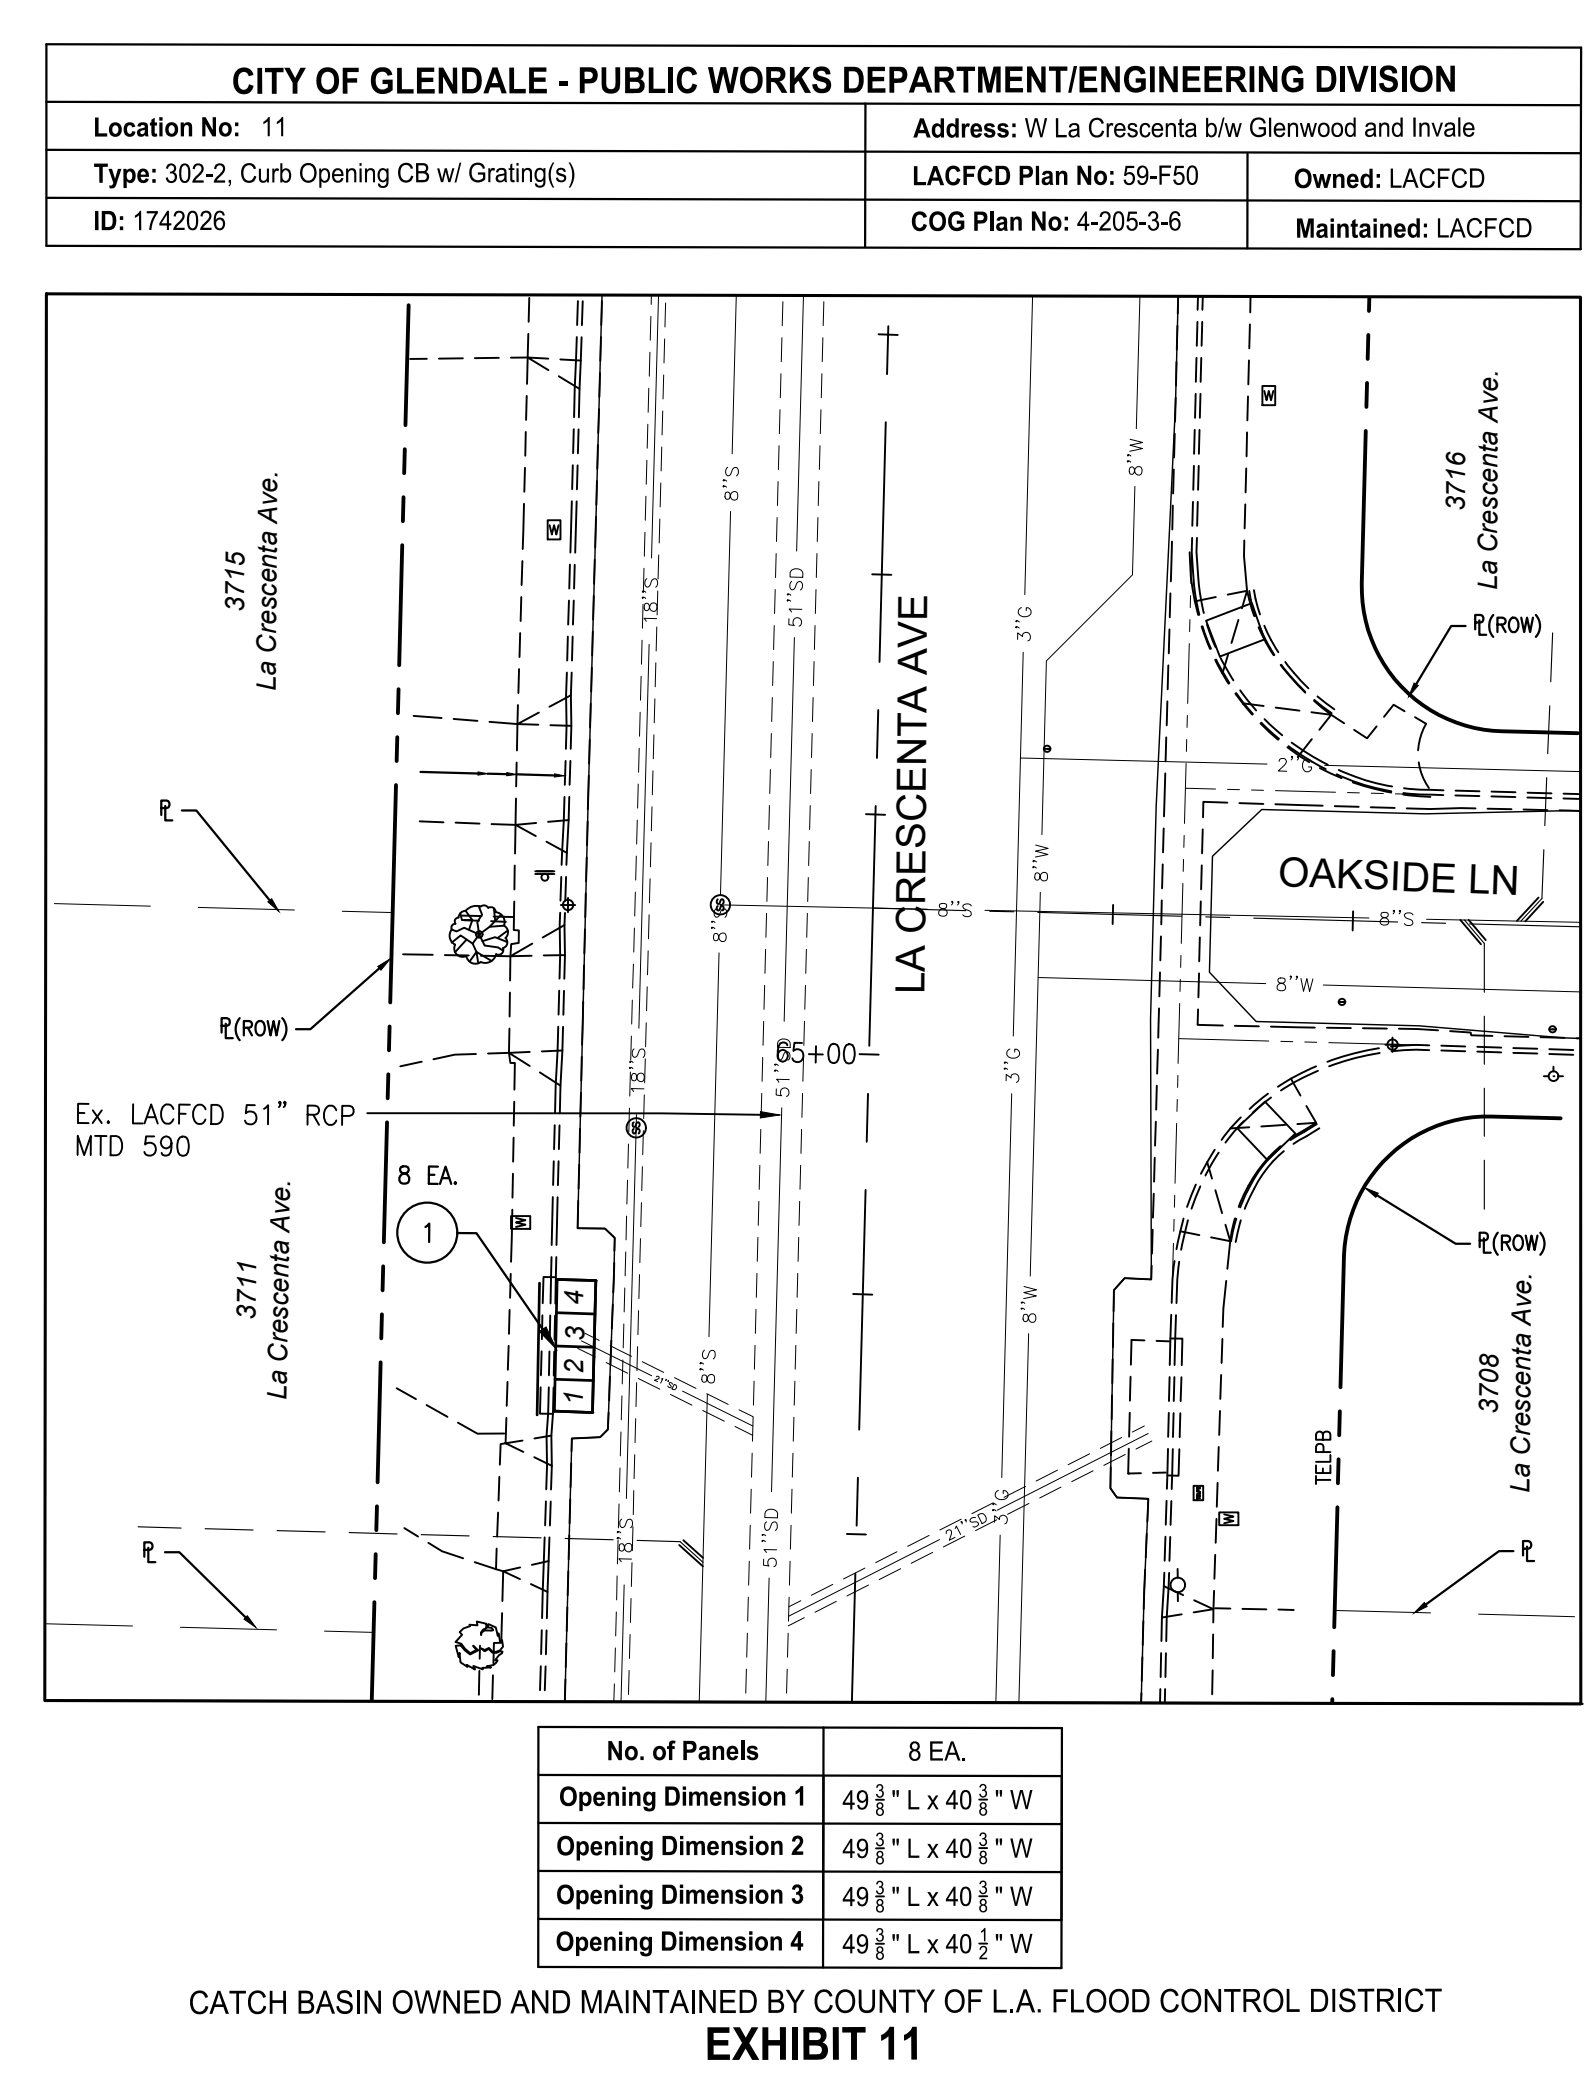 CITY OF GLENDALE - PUBLIC WORKS DEPARTMENT/ENGINEERING DIVISION
Location No: 11
Address: W La Crescenta b/w Glenwood and Invale
Type: 302-2, Curb Opening CB w/ Grating(s)
LACFCD Plan No: 59-F50
Owned: LACFCD
ID: 1742026
COG Plan No: 4-205-3-6
Maintained: LACFCD
3715
La Crescenta Ave.
3716
La Crescenta Ave.
W
W
8''S
8''W
18''S
51''SD
3''G
LA CRESCENTA AVE
PL(ROW)
2''G
PL
8''W
OAKSIDE LN
SS
8''S
8''S
8''S
8''W
PL(ROW)
65+00
18''S
51''SD
3''G
Ex. LACFCD 51" RCP
MTD 590
SS
8 EA.
1
W
3711
La Crescenta Ave.
PL(ROW)
1 2 3 4
8''W
8''S
21''SD
3708
La Crescenta Ave.
TELPB
W
18''S
51''SD
21''SD
3''G
PL
PL
No. of Panels 8 EA.
Opening Dimension 1 49 3/8 " L x 40 3/8 " W
Opening Dimension 2 49 3/8 " L x 40 3/8 " W
Opening Dimension 3 49 3/8 " L x 40 3/8 " W
Opening Dimension 4 49 3/8 " L x 40 1/2 " W
CATCH BASIN OWNED AND MAINTAINED BY COUNTY OF L.A. FLOOD CONTROL DISTRICT
EXHIBIT 11